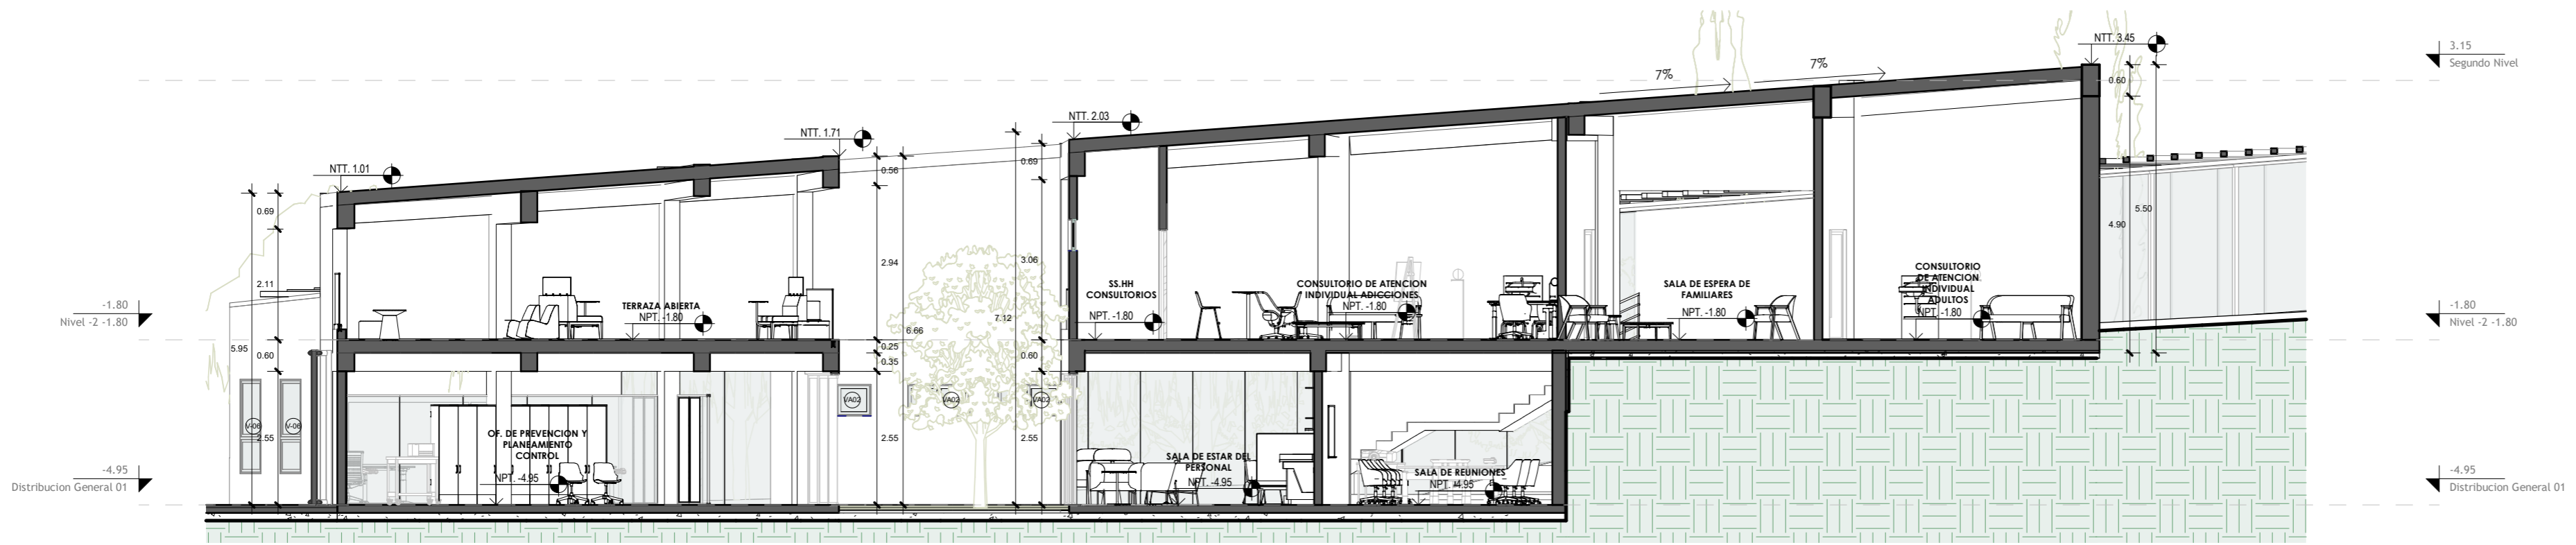 3.15
Segundo Nivel
NTT. 3.45
7%
7%
0.60
NTT. 2.03
NTT. 1.71
NTT. 1.01
0.69
0.56
0.69
5.50
4.90
2.11
2.94
3.06
TERRAZA ABIERTA
NPT. -1.80
SS.HH
CONSULTORIOS
NPT. -1.80
CONSULTORIO DE ATENCION
INDIVIDUAL ADICCIONES
NPT. -1.80
SALA DE ESPERA DE
FAMILIARES
NPT. -1.80
CONSULTORIO
DE ATENCION
INDIVIDUAL
ADULTOS
NPT. -1.80
-1.80
Nivel -2 -1.80
-1.80
Nivel -2 -1.80
5.95
0.60
6.66
7.12
0.25
0.35
0.60
VA02
VA02
VA02
V-06
V-06
2.55
2.55
2.55
OF. DE PREVENCION Y
PLANEAMIENTO
CONTROL
NPT. -4.95
SALA DE ESTAR DEL
PERSONAL
NPT. -4.95
SALA DE REUNIONES
NPT. -4.95
-4.95
Distribucion General 01
-4.95
Distribucion General 01